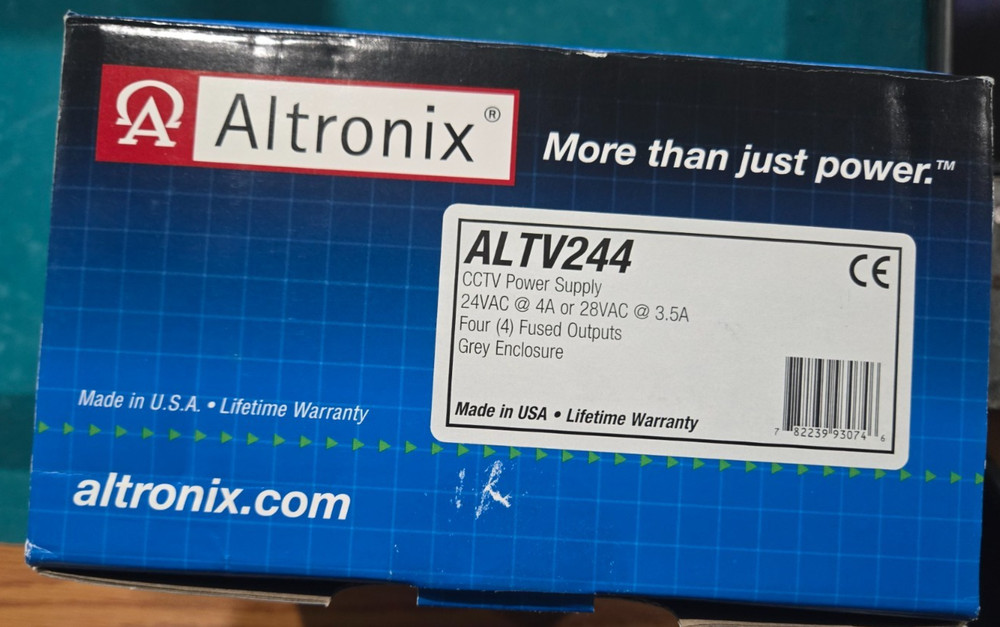 Altronix®
More than just power.™
ALTV244
CE
CCTV Power Supply
24VAC @ 4A or 28VAC @ 3.5A
Four (4) Fused Outputs
Grey Enclosure
Made in USA • Lifetime Warranty
7 82239 93074 6
Made in U.S.A. • Lifetime Warranty
altronix.com